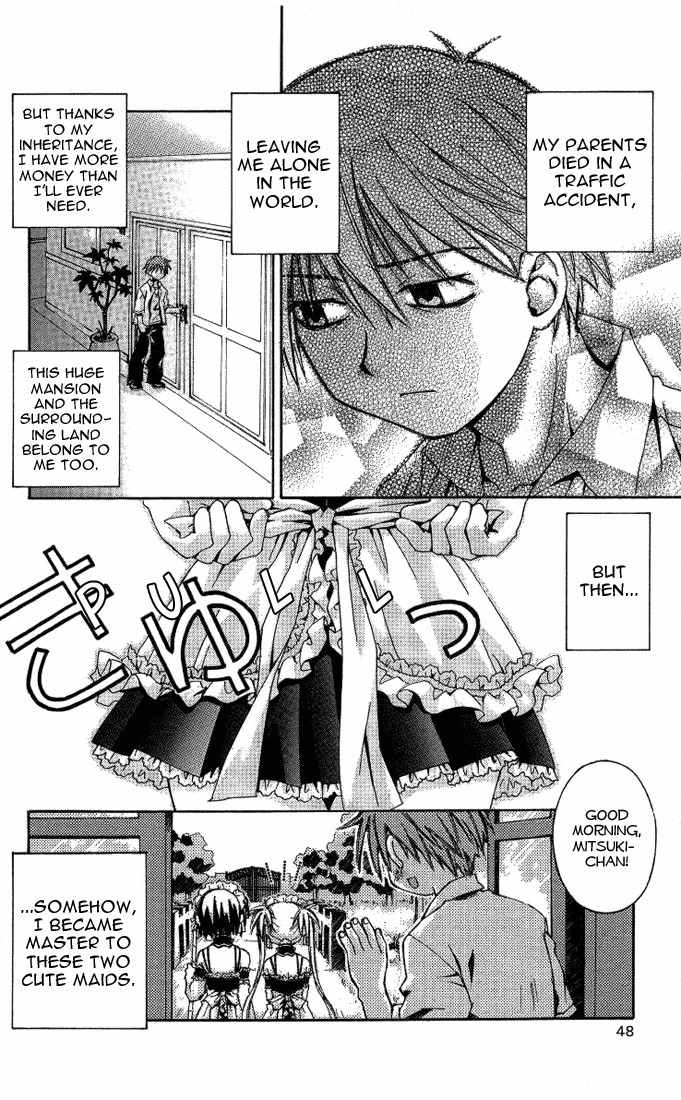 MY PARENTS
DIED IN A
TRAFFIC
ACCIDENT,
LEAVING
ME ALONE
IN THE
WORLD.
BUT THANKS
TO MY
INHERITANCE,
I HAVE MORE
MONEY THAN
I'LL EVER
NEED.
THIS HUGE
MANSION
AND THE
SURROUND-
ING LAND
BELONG TO
ME TOO.
BUT
THEN...
きゅっ
PULL
GOOD
MORNING,
MITSUKI-
CHAN!
...SOMEHOW,
I BECAME
MASTER TO
THESE TWO
CUTE MAIDS.
48